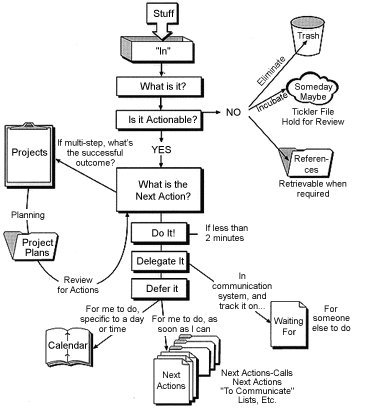 Stuff
"In"
Trash
What is it?
Eliminate
Someday
Maybe
Incubate
Is it Actionable?
NO
Tickler File
Hold for Review
YES
Projects
If multi-step, what's
the successful
outcome?
Referen-
ces
Retrievable when
required
What is the
Next Action?
Planning
Do It!
If less than
2 minutes
Project
Plans
Delegate It
Review
for Actions
Defer it
In
communication
system, and
track it on...
For me to do,
specific to a day
or time
For me to do, as
soon as I can
Waiting
For
For
someone
else to do
Calendar
Next
Actions
Next Actions-Calls
Next Actions
"To Communicate"
Lists, Etc.